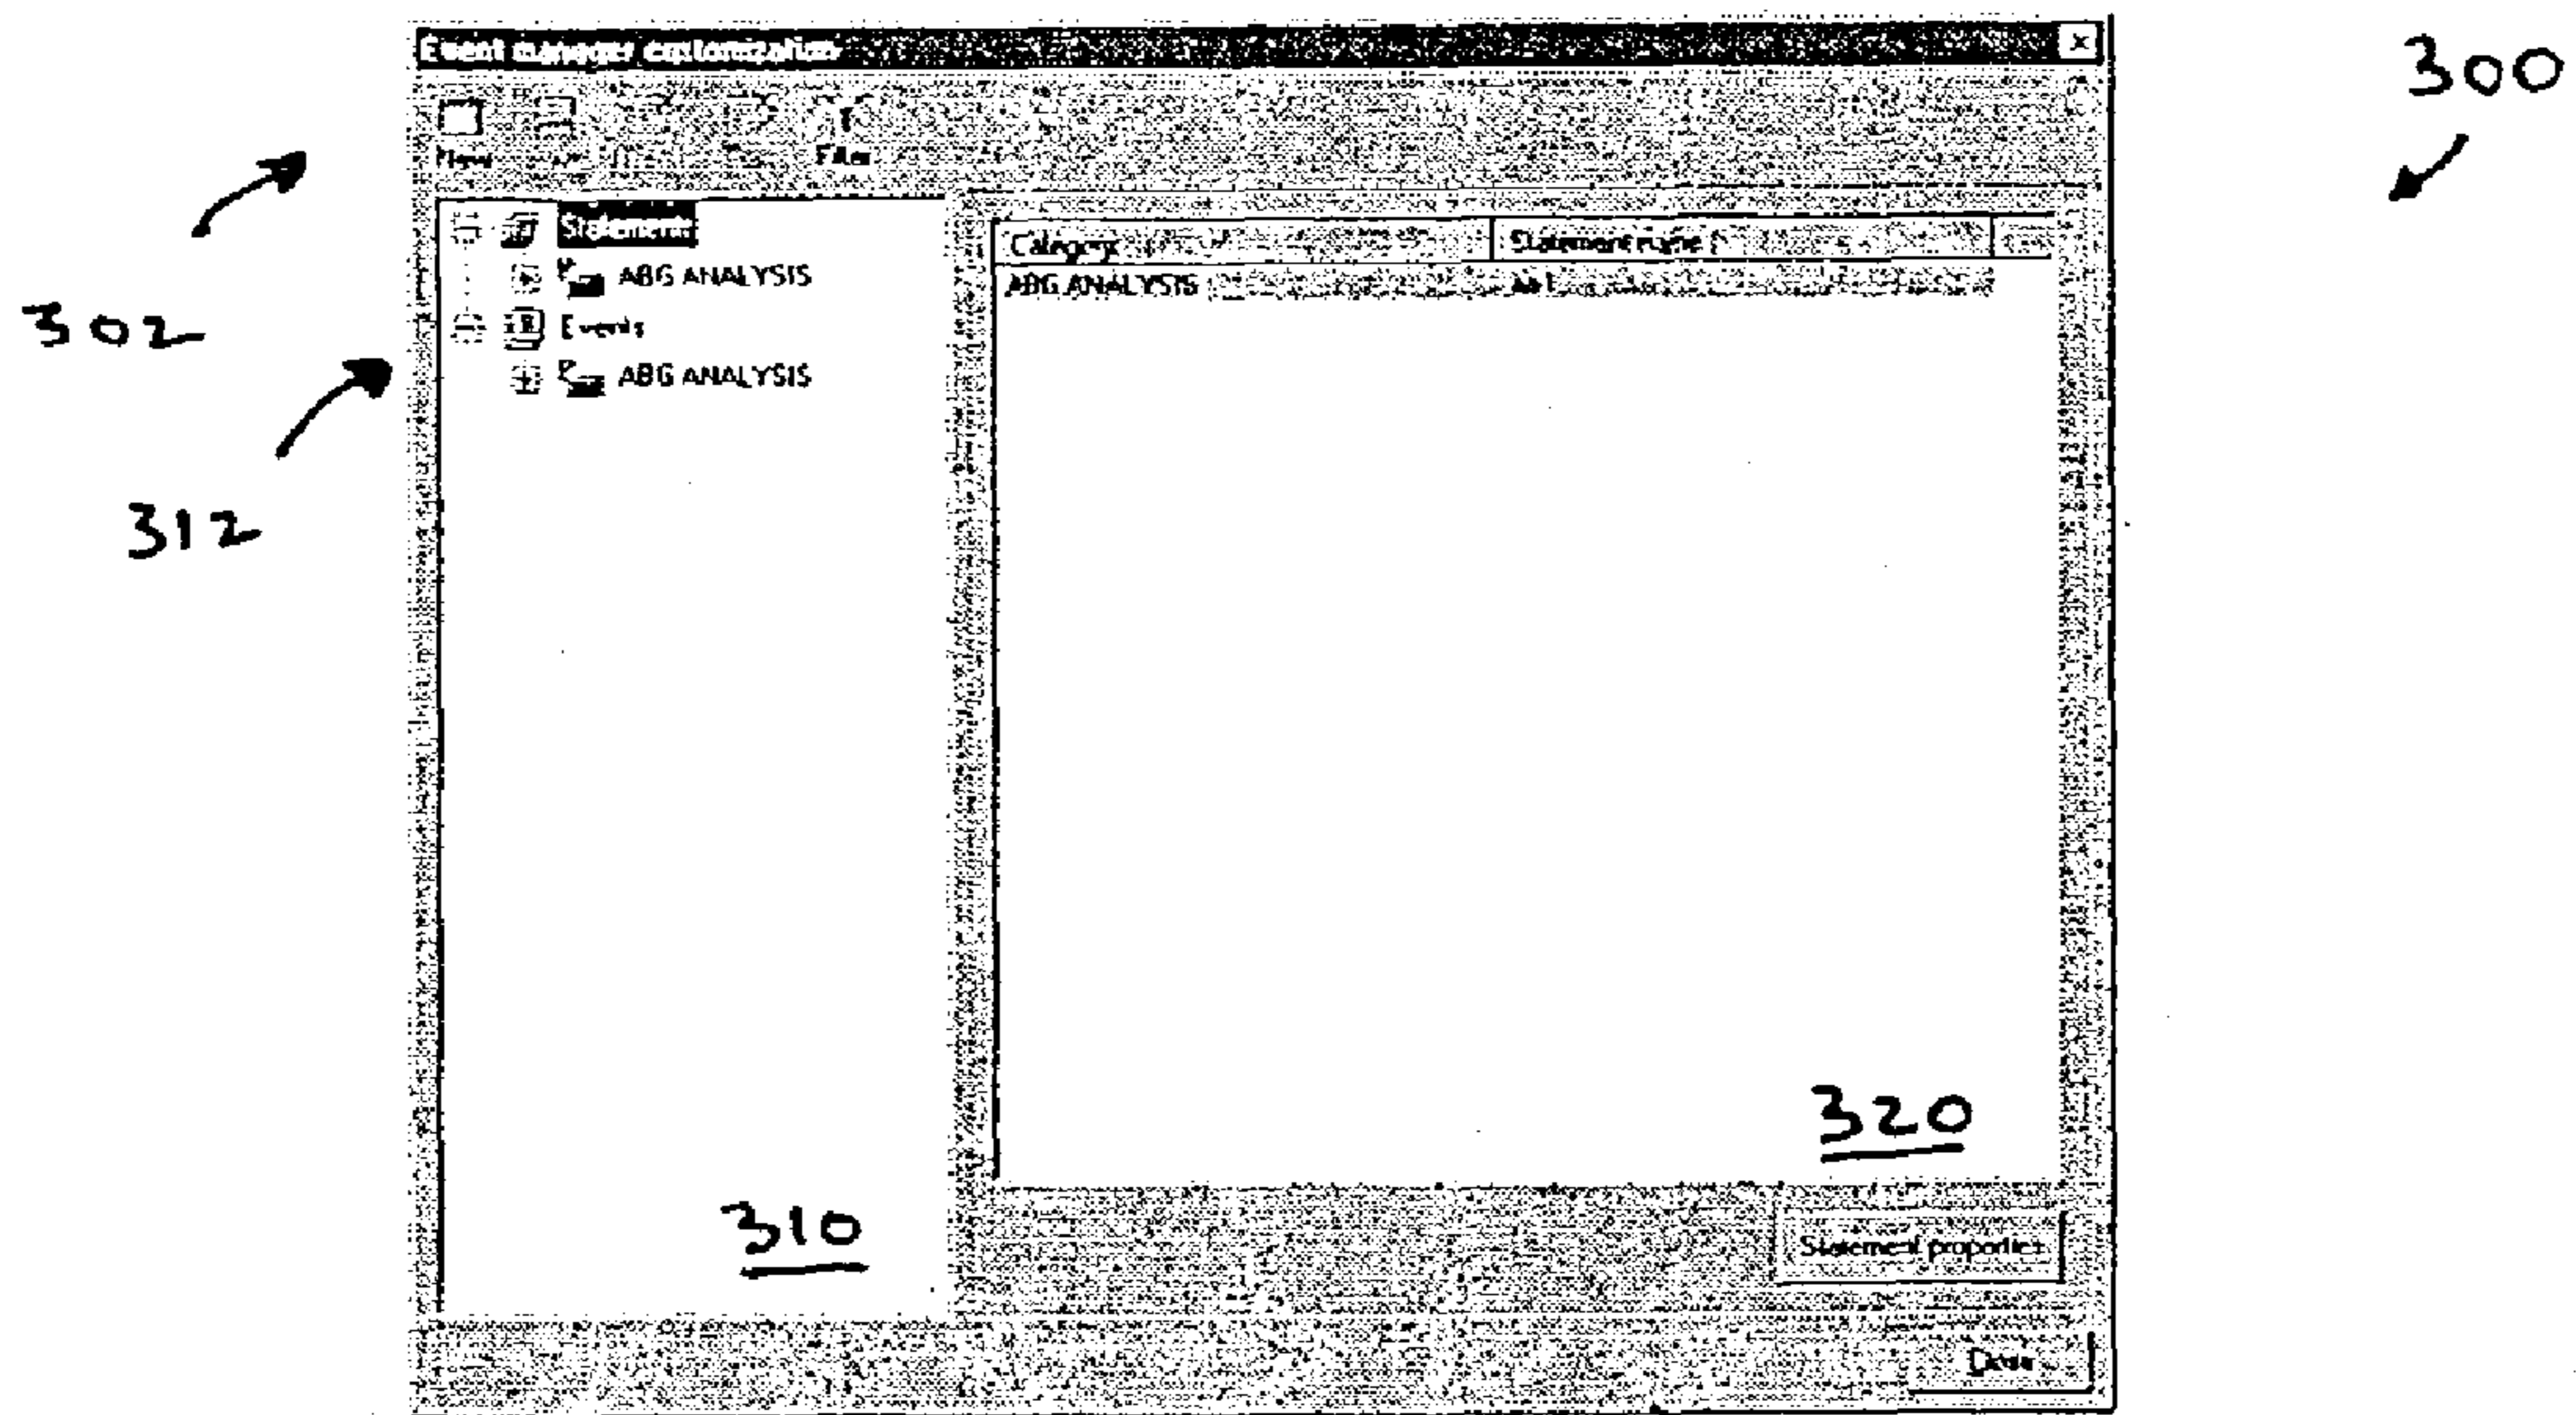 Event manager customization
300
New Filter
302
Statements
ABG ANALYSIS
Events
ABG ANALYSIS
312
Category Statement name
ABG ANALYSIS
320
310
Statement properties